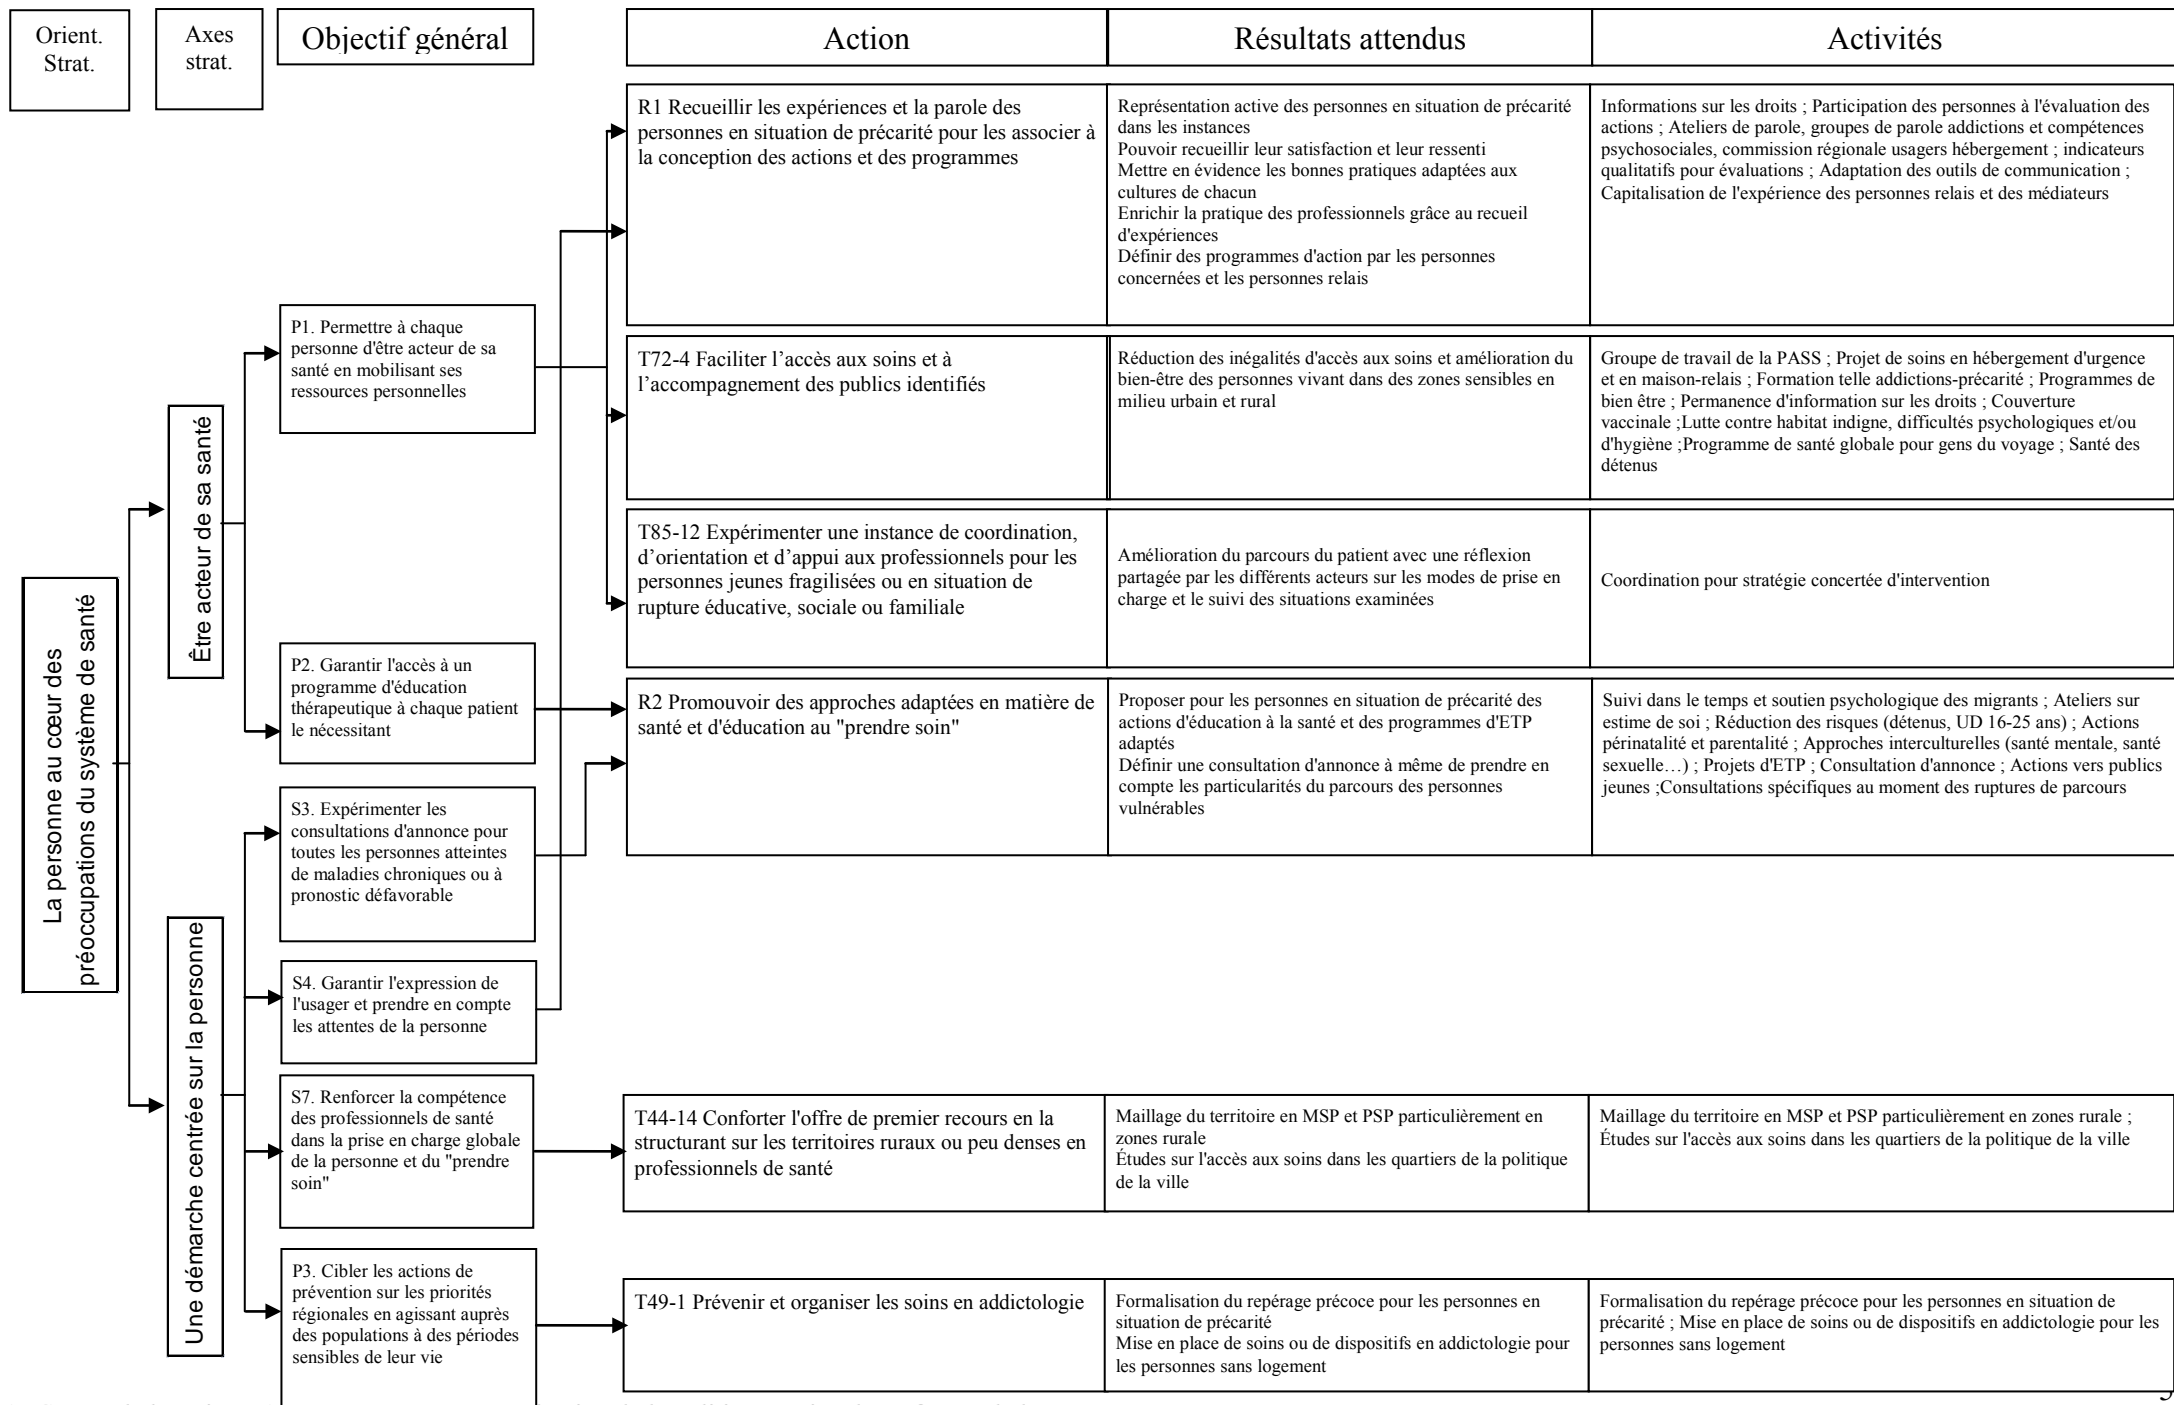 Orient.
Strat.
Axes
strat.
Objectif général
Action
Résultats attendus
Activités
La personne au cœur des
préoccupations du système de santé
Être acteur de sa santé
P1. Permettre à chaque
personne d'être acteur de sa
santé en mobilisant ses
ressources personnelles
R1 Recueillir les expériences et la parole des
personnes en situation de précarité pour les associer à
la conception des actions et des programmes
Représentation active des personnes en situation de précarité
dans les instances
Pouvoir recueillir leur satisfaction et leur ressenti
Mettre en évidence les bonnes pratiques adaptées aux
cultures de chacun
Enrichir la pratique des professionnels grâce au recueil
d'expériences
Définir des programmes d'action par les personnes
concernées et les personnes relais
Informations sur les droits ; Participation des personnes à l'évaluation des
actions ; Ateliers de parole, groupes de parole addictions et compétences
psychosociales, commission régionale usagers hébergement ; indicateurs
qualitatifs pour évaluations ; Adaptation des outils de communication ;
Capitalisation de l'expérience des personnes relais et des médiateurs
T72-4 Faciliter l’accès aux soins et à
l’accompagnement des publics identifiés
Réduction des inégalités d'accès aux soins et amélioration du
bien-être des personnes vivant dans des zones sensibles en
milieu urbain et rural
Groupe de travail de la PASS ; Projet de soins en hébergement d'urgence
et en maison-relais ; Formation telle addictions-précarité ; Programmes de
bien être ; Permanence d'information sur les droits ; Couverture
vaccinale ;Lutte contre habitat indigne, difficultés psychologiques et/ou
d'hygiène ;Programme de santé globale pour gens du voyage ; Santé des
détenus
T85-12 Expérimenter une instance de coordination,
d’orientation et d’appui aux professionnels pour les
personnes jeunes fragilisées ou en situation de
rupture éducative, sociale ou familiale
Amélioration du parcours du patient avec une réflexion
partagée par les différents acteurs sur les modes de prise en
charge et le suivi des situations examinées
Coordination pour stratégie concertée d'intervention
P2. Garantir l'accès à un
programme d'éducation
thérapeutique à chaque patient
le nécessitant
R2 Promouvoir des approches adaptées en matière de
santé et d'éducation au "prendre soin"
Proposer pour les personnes en situation de précarité des
actions d'éducation à la santé et des programmes d'ETP
adaptés
Définir une consultation d'annonce à même de prendre en
compte les particularités du parcours des personnes
vulnérables
Suivi dans le temps et soutien psychologique des migrants ; Ateliers sur
estime de soi ; Réduction des risques (détenus, UD 16-25 ans) ; Actions
périnatalité et parentalité ; Approches interculturelles (santé mentale, santé
sexuelle…) ; Projets d'ETP ; Consultation d'annonce ; Actions vers publics
jeunes ;Consultations spécifiques au moment des ruptures de parcours
Une démarche centrée sur la personne
S3. Expérimenter les
consultations d'annonce pour
toutes les personnes atteintes
de maladies chroniques ou à
pronostic défavorable
S4. Garantir l'expression de
l'usager et prendre en compte
les attentes de la personne
S7. Renforcer la compétence
des professionnels de santé
dans la prise en charge globale
de la personne et du "prendre
soin"
T44-14 Conforter l'offre de premier recours en la
structurant sur les territoires ruraux ou peu denses en
professionnels de santé
Maillage du territoire en MSP et PSP particulièrement en
zones rurale
Études sur l'accès aux soins dans les quartiers de la politique
de la ville
Maillage du territoire en MSP et PSP particulièrement en zones rurale ;
Études sur l'accès aux soins dans les quartiers de la politique de la ville
P3. Cibler les actions de
prévention sur les priorités
régionales en agissant auprès
des populations à des périodes
sensibles de leur vie
T49-1 Prévenir et organiser les soins en addictologie
Formalisation du repérage précoce pour les personnes en
situation de précarité
Mise en place de soins ou de dispositifs en addictologie pour
les personnes sans logement
Formalisation du repérage précoce pour les personnes en situation de
précarité ; Mise en place de soins ou de dispositifs en addictologie pour les
personnes sans logement